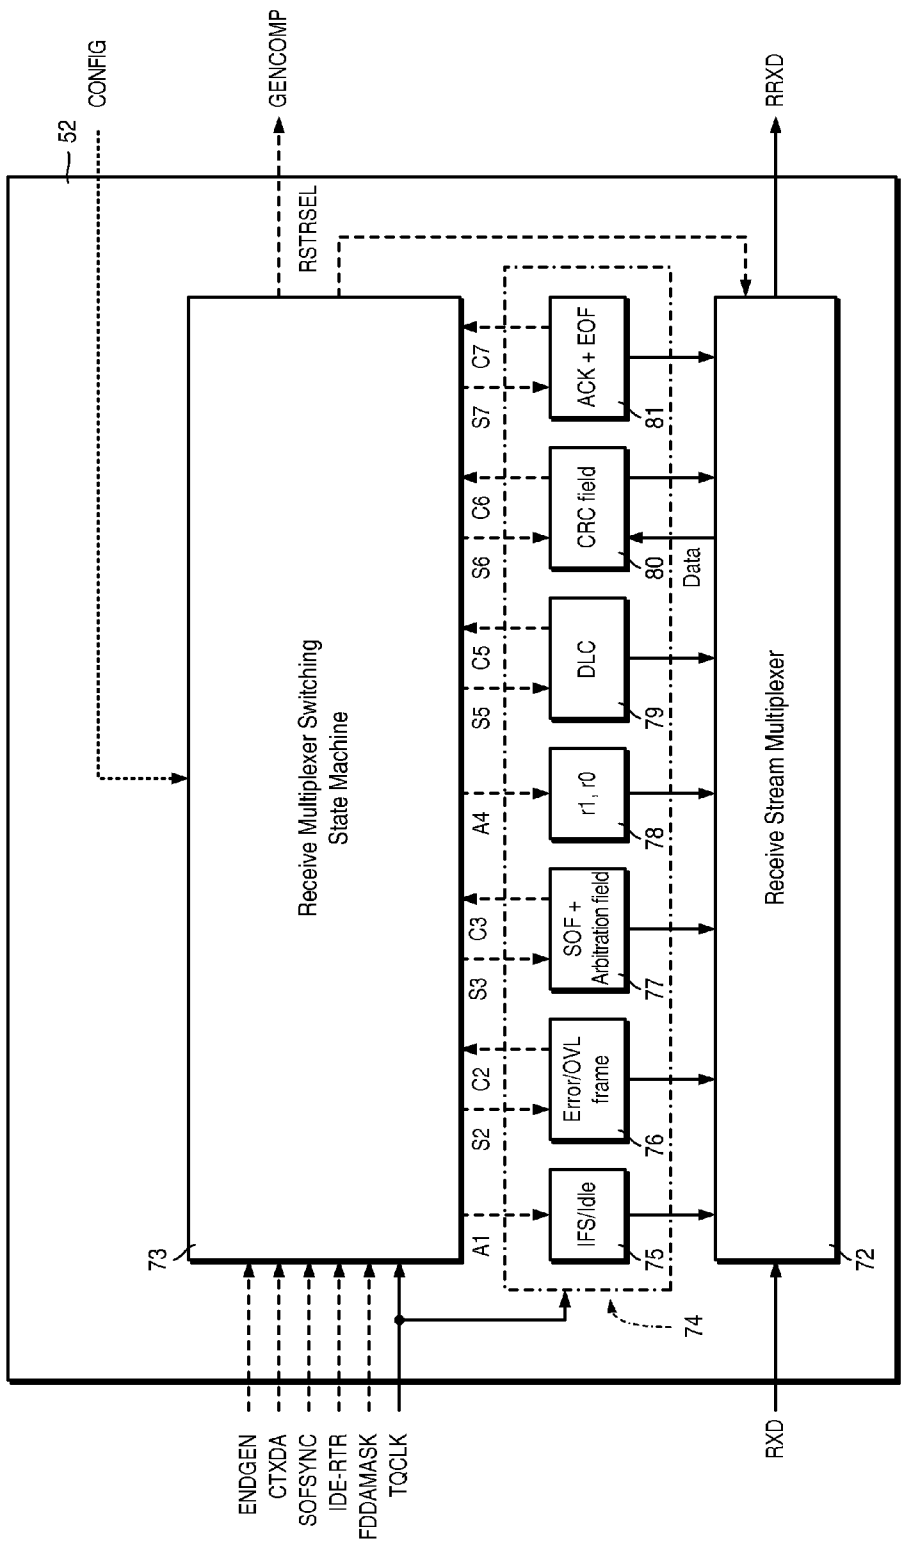 CONFIG
52
GENCOMP
RSTRSEL
RRXD
73
Receive Multiplexer Switching
State Machine
ENDGEN
CTXDA
SOFSYNC
IDE-RTR
FDDAMASK
TQCLK
A1
S2
C2
S3
C3
A4
S5
C5
S6
C6
S7
C7
IFS/Idle
75
Error/OVL
frame
76
SOF +
Arbitration field
77
r1, r0
78
DLC
79
CRC field
80
ACK + EOF
81
74
Data
Receive Stream Multiplexer
72
RXD